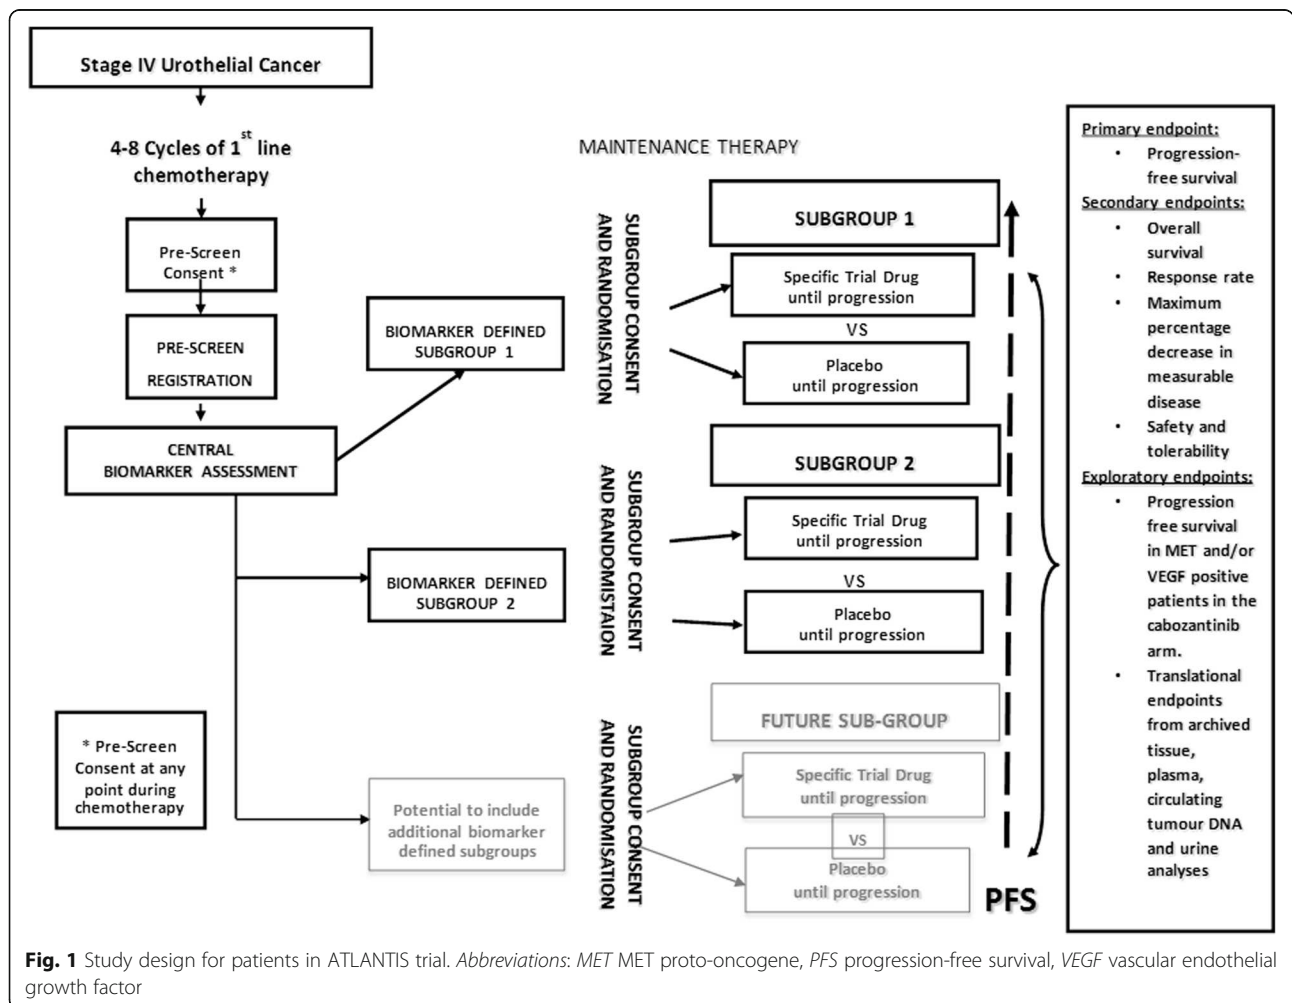 Stage IV Urothelial Cancer
4-8 Cycles of 1st line
chemotherapy
Pre-Screen
Consent *
PRE-SCREEN
REGISTRATION
CENTRAL
BIOMARKER ASSESSMENT
* Pre-Screen
Consent at any
point during
chemotherapy
BIOMARKER DEFINED
SUBGROUP 1
BIOMARKER DEFINED
SUBGROUP 2
Potential to include
additional biomarker
defined subgroups
MAINTENANCE THERAPY
SUBGROUP CONSENT
AND RANDOMISATION
SUBGROUP 1
Specific Trial Drug
until progression
VS
Placebo
until progression
SUBGROUP CONSENT
AND RANDOMISTAION
SUBGROUP 2
Specific Trial Drug
until progression
VS
Placebo
until progression
SUBGROUP CONSENT
AND RANDOMISATION
FUTURE SUB-GROUP
Specific Trial Drug
until progression
VS
Placebo
until progression
PFS
Primary endpoint:
• Progression-
free survival
Secondary endpoints:
• Overall
survival
• Response rate
• Maximum
percentage
decrease in
measurable
disease
• Safety and
tolerability
Exploratory endpoints:
• Progression
free survival
in MET and/or
VEGF positive
patients in the
cabozantinib
arm.
• Translational
endpoints
from archived
tissue,
plasma,
circulating
tumour DNA
and urine
analyses
Fig. 1 Study design for patients in ATLANTIS trial. Abbreviations: MET MET proto-oncogene, PFS progression-free survival, VEGF vascular endothelial
growth factor